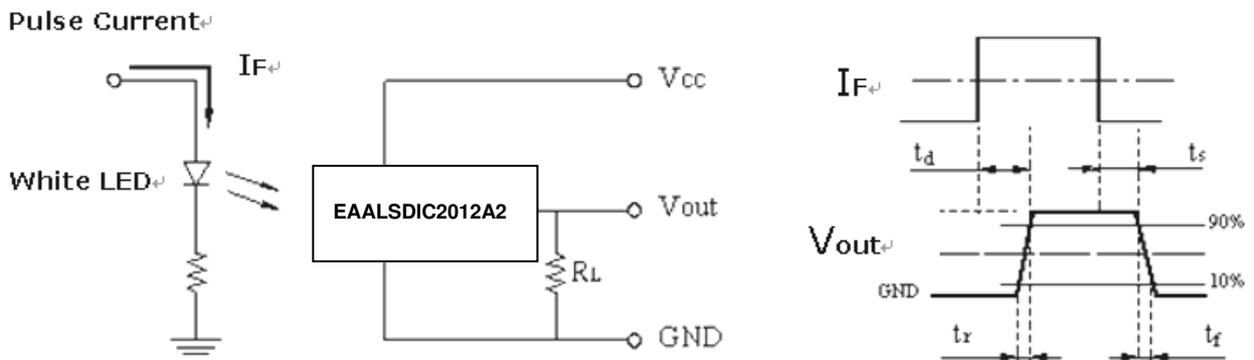 Pulse Current↵
IF↵
White LED↵
EAALSDIC2012A2
Vcc
Vout
RL
GND
IF↵
td
ts
Vout↵
90%
10%
GND
tr
tf